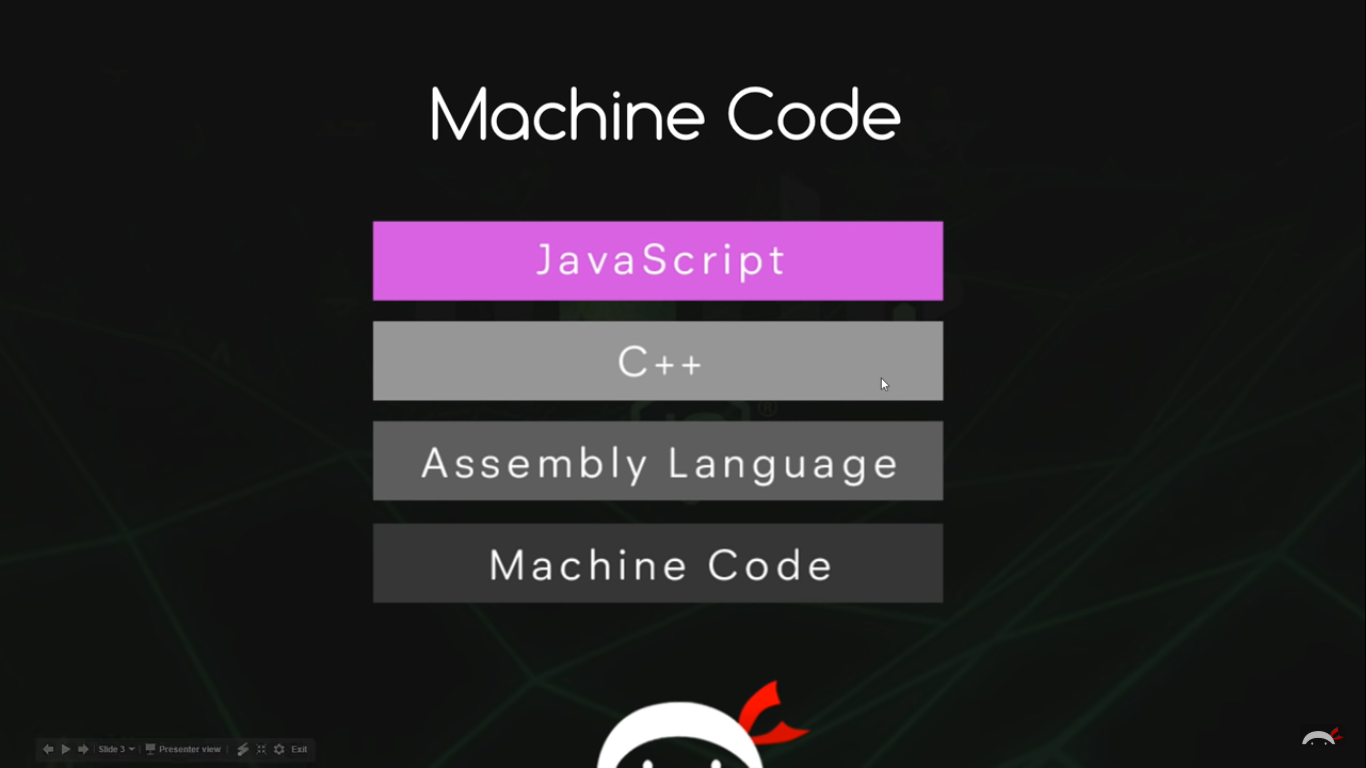 Machine Code
JavaScript
C++
®
Assembly Language
Machine Code
Slide 3
Presenter view
Exit